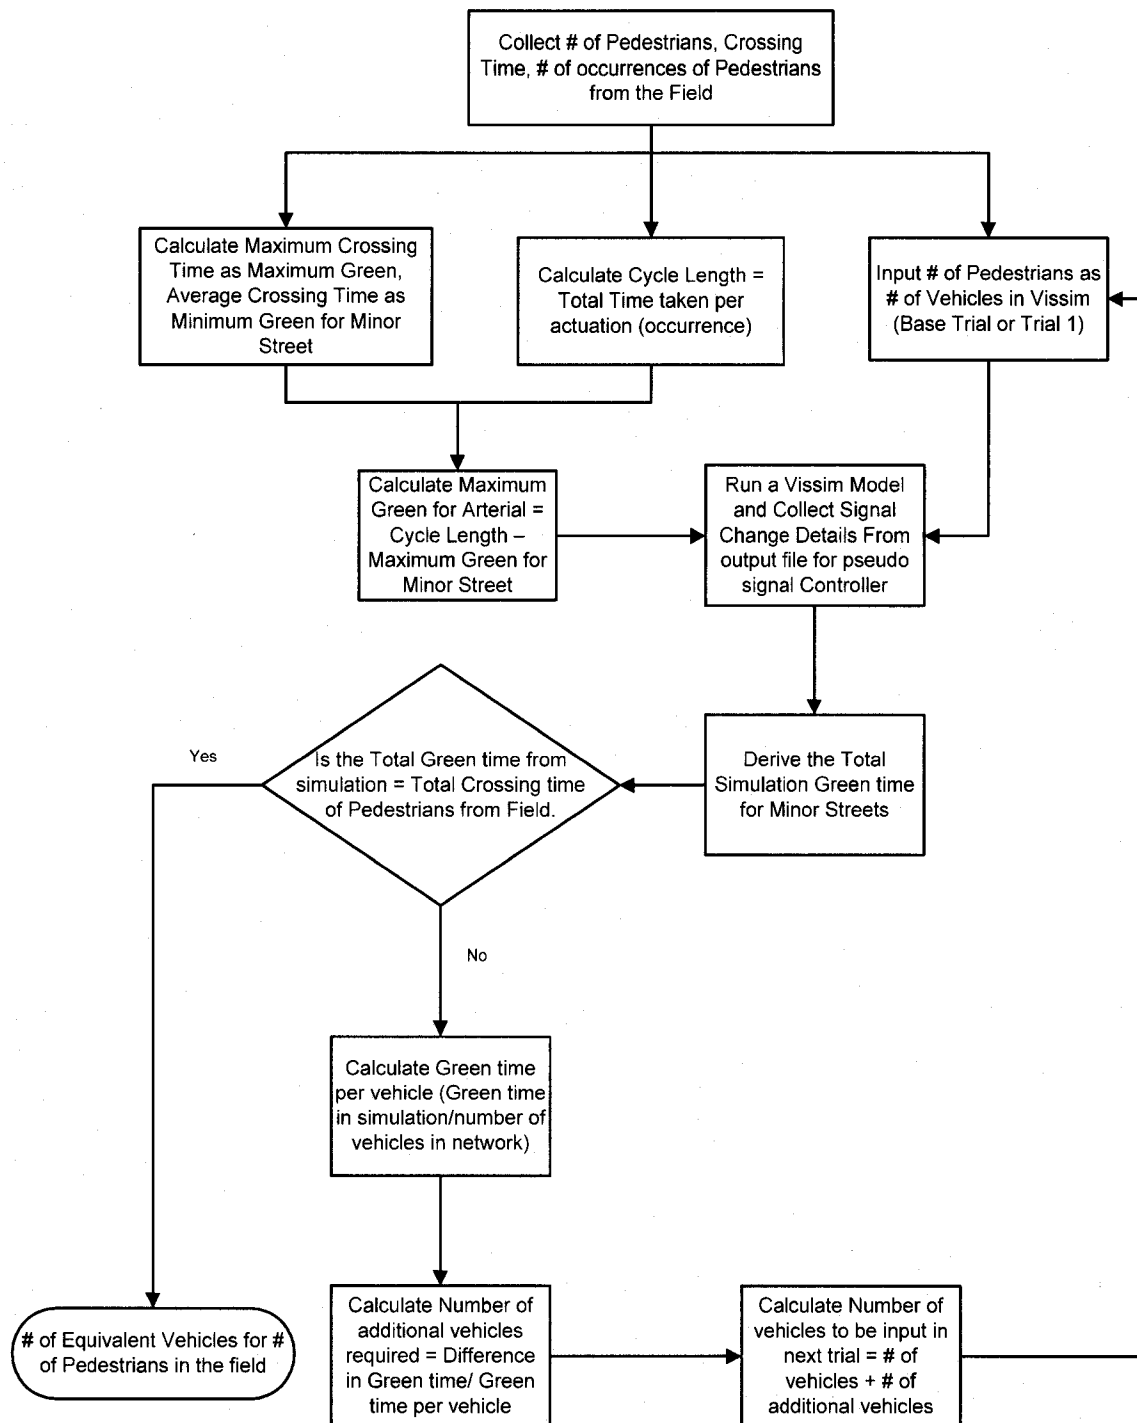 Collect # of Pedestrians, Crossing
Time, # of occurrences of Pedestrians
from the Field
Calculate Maximum Crossing
Time as Maximum Green,
Average Crossing Time as
Minimum Green for Minor
Street
Calculate Cycle Length =
Total Time taken per
actuation (occurrence)
Input # of Pedestrians as
# of Vehicles in Vissim
(Base Trial or Trial 1)
Calculate Maximum
Green for Arterial =
Cycle Length –
Maximum Green for
Minor Street
Run a Vissim Model
and Collect Signal
Change Details From
output file for pseudo
signal Controller
Yes
Is the Total Green time from
simulation = Total Crossing time
of Pedestrians from Field.
Derive the Total
Simulation Green time
for Minor Streets
No
Calculate Green time
per vehicle (Green time
in simulation/number of
vehicles in network)
# of Equivalent Vehicles for #
of Pedestrians in the field
Calculate Number of
additional vehicles
required = Difference
in Green time/ Green
time per vehicle
Calculate Number of
vehicles to be input in
next trial = # of
vehicles + # of
additional vehicles